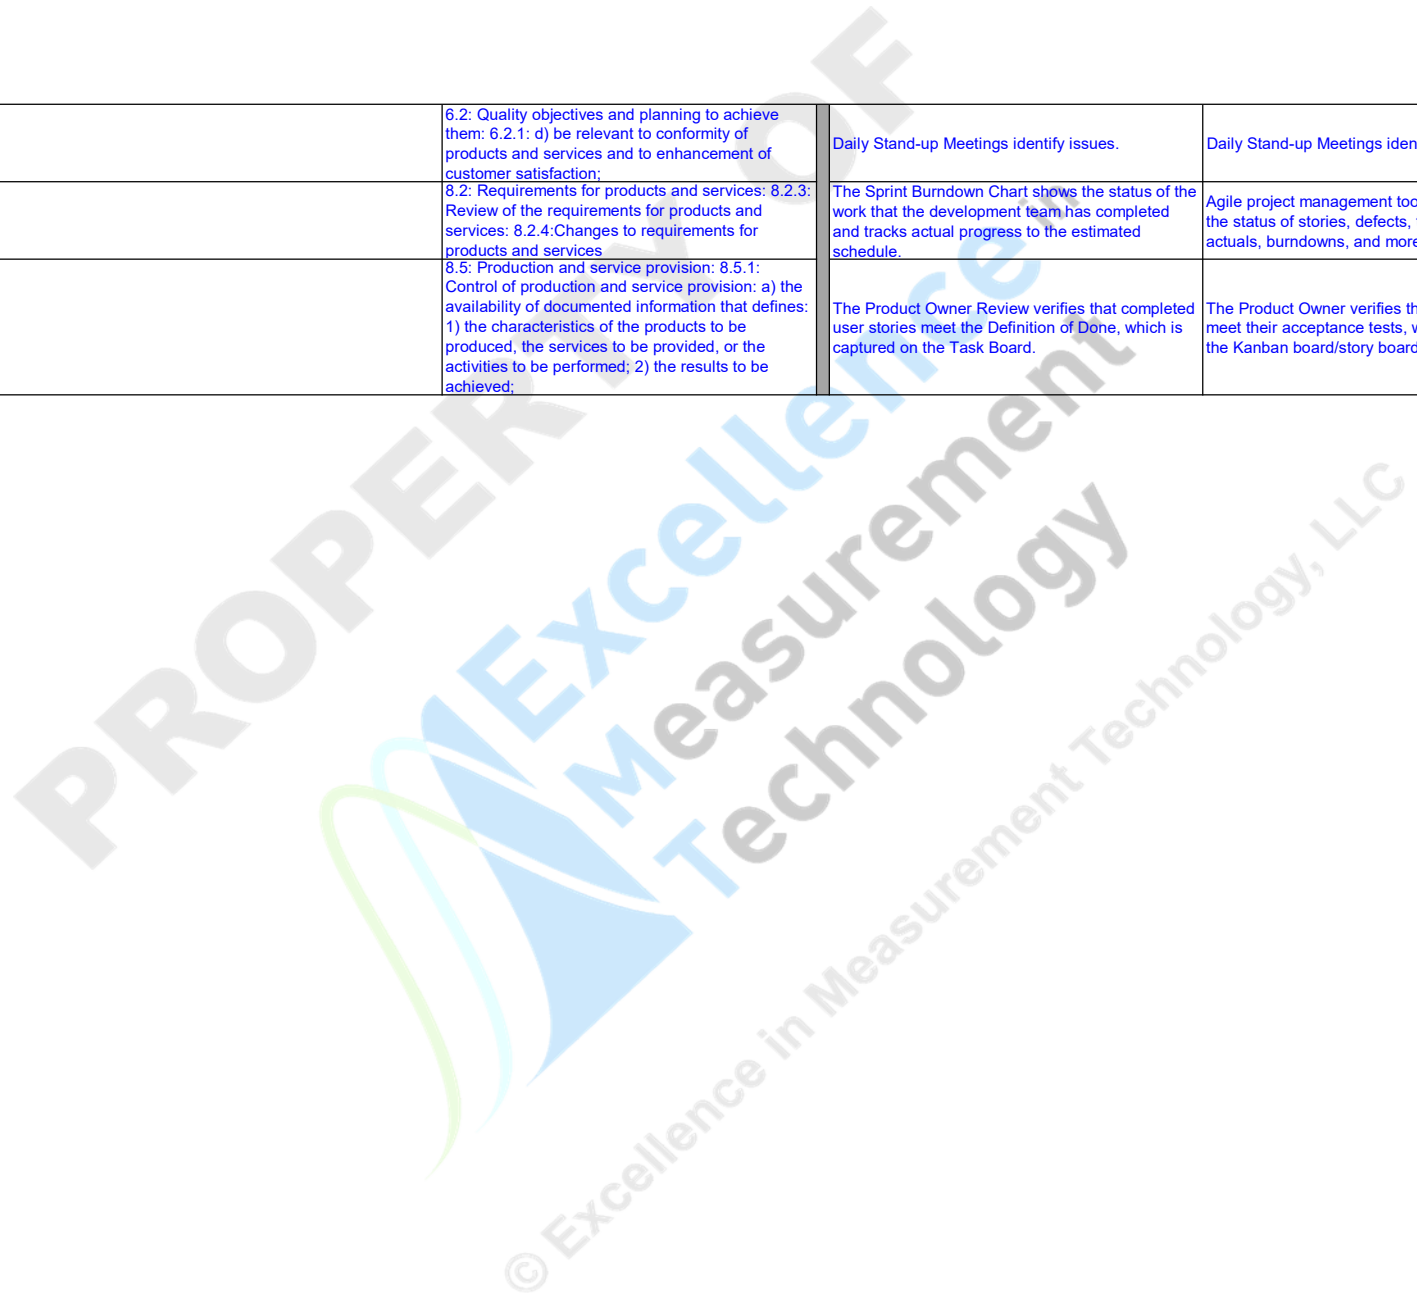 6.2: Quality objectives and planning to achieve
them: 6.2.1: d) be relevant to conformity of
products and services and to enhancement of
customer satisfaction;
Daily Stand-up Meetings identify issues.
Daily Stand-up Meetings iden
8.2: Requirements for products and services: 8.2.3:
Review of the requirements for products and
services: 8.2.4:Changes to requirements for
products and services
The Sprint Burndown Chart shows the status of the
work that the development team has completed
and tracks actual progress to the estimated
schedule.
Agile project management too
the status of stories, defects,
actuals, burndowns, and more
8.5: Production and service provision: 8.5.1:
Control of production and service provision: a) the
availability of documented information that defines:
1) the characteristics of the products to be
produced, the services to be provided, or the
activities to be performed; 2) the results to be
achieved;
The Product Owner Review verifies that completed
user stories meet the Definition of Done, which is
captured on the Task Board.
The Product Owner verifies th
meet their acceptance tests, w
the Kanban board/story board
PROPERTY OF
Excellence in
Measurement
Technology
© Excellence in Measurement Technology, LLC